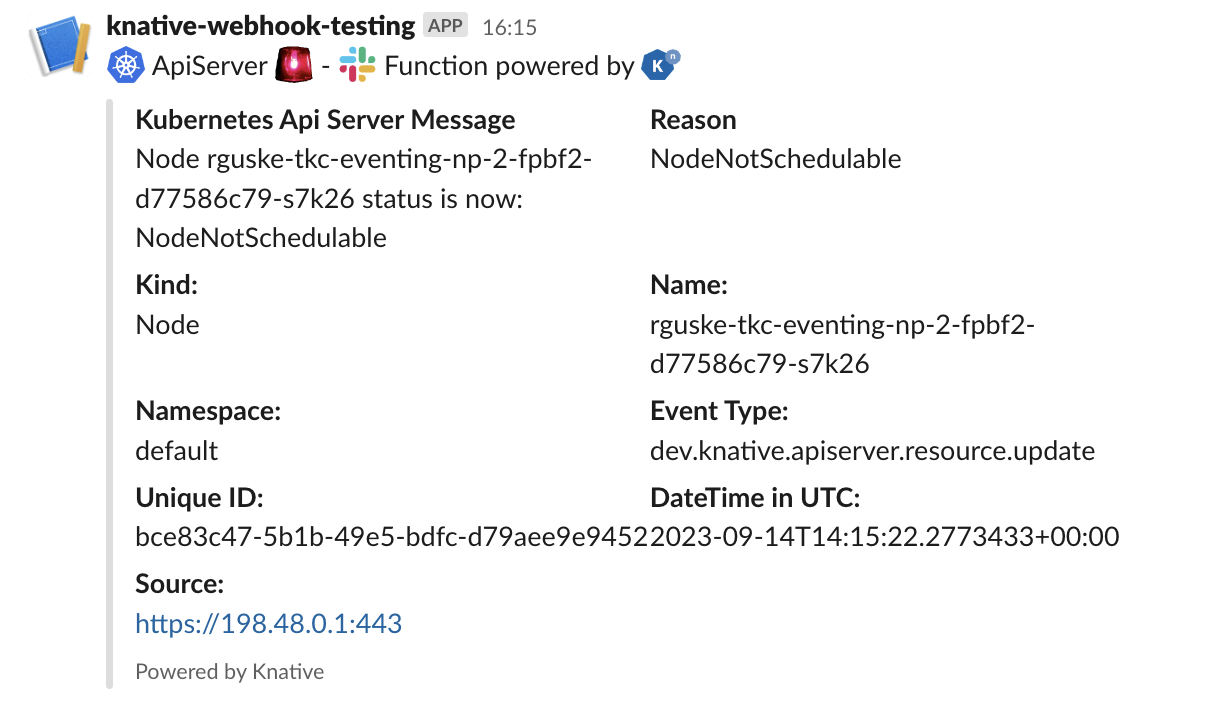 knative-webhook-testing APP 16:15
ApiServer - Function powered by K n
Kubernetes Api Server Message
Node rguske-tkc-eventing-np-2-fpbf2-
d77586c79-s7k26 status is now:
NodeNotSchedulable
Reason
NodeNotSchedulable
Kind:
Node
Name:
rguske-tkc-eventing-np-2-fpbf2-
d77586c79-s7k26
Namespace:
default
Event Type:
dev.knative.apiserver.resource.update
Unique ID:
bce83c47-5b1b-49e5-bdfc-d79aee9e9452
DateTime in UTC:
2023-09-14T14:15:22.2773433+00:00
Source:
https://198.48.0.1:443
Powered by Knative